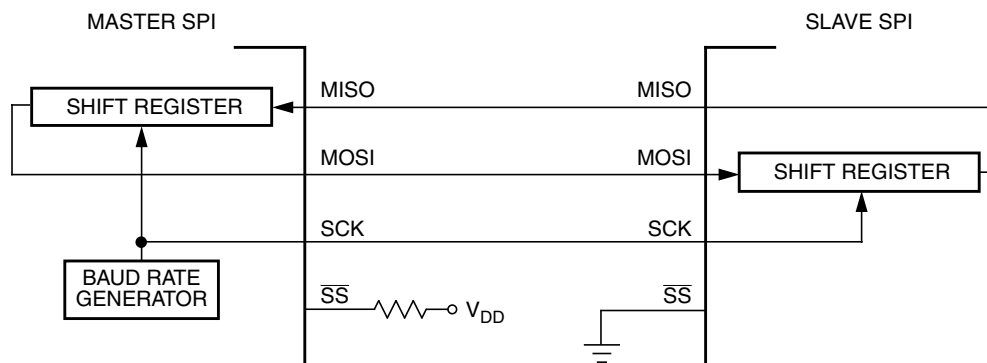 MASTER SPI
SLAVE SPI
MISO
MISO
SHIFT REGISTER
MOSI
MOSI
SHIFT REGISTER
SCK
SCK
BAUD RATE
GENERATOR
SS
VDD
SS